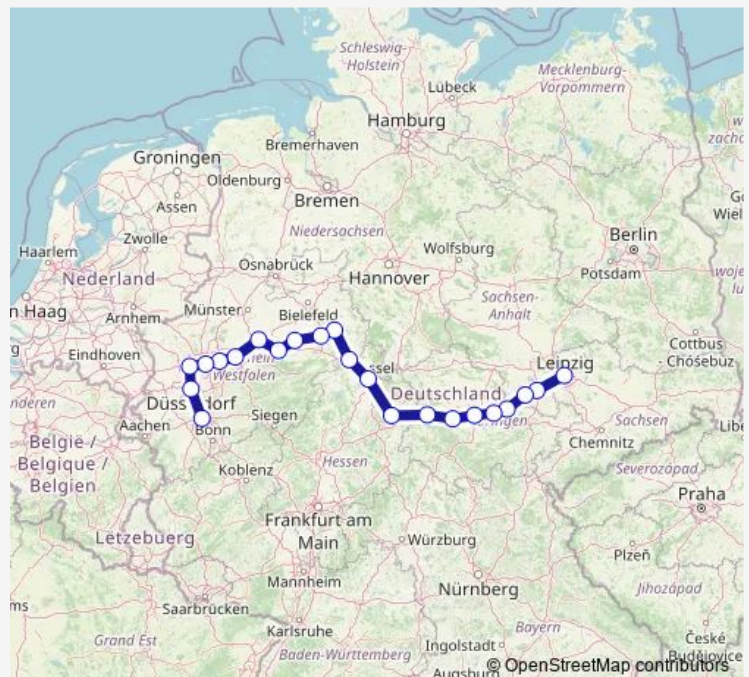 Schleswig-
Holstein
Mecklenburg-
Vorpommern
Lübeck
Hamburg
Bremerhaven
Groningen
Oldenburg
Assen
Bremen
Niedersachsen
Berlin
Zwolle
Wolfsburg
Haarlem
Osnabrück
Hannover
Potsdam
Nederland
Sachsen-
Anhalt
n Haag
Arnhem
Münster
Bielefeld
Cottbus
- Chóśebuz
Eindhoven
Westfalen
Leipzig
Deutschland
Siegen
Aachen
Bonn
Sachsen
België /
Belgique /
Belgien
Chemnitz
Hessen
Severozápad
Koblenz
Praha
Frankfurt am
Main
Lëtzebuerg
Würzburg
Plzeň
Mannheim
Nürnberg
Jihozápad
Saarbrücken
Karlsruhe
Bayern
Grand Est
Ingolstadt
České
Budějovice
Baden-Württemberg
© OpenStreetMap contributors